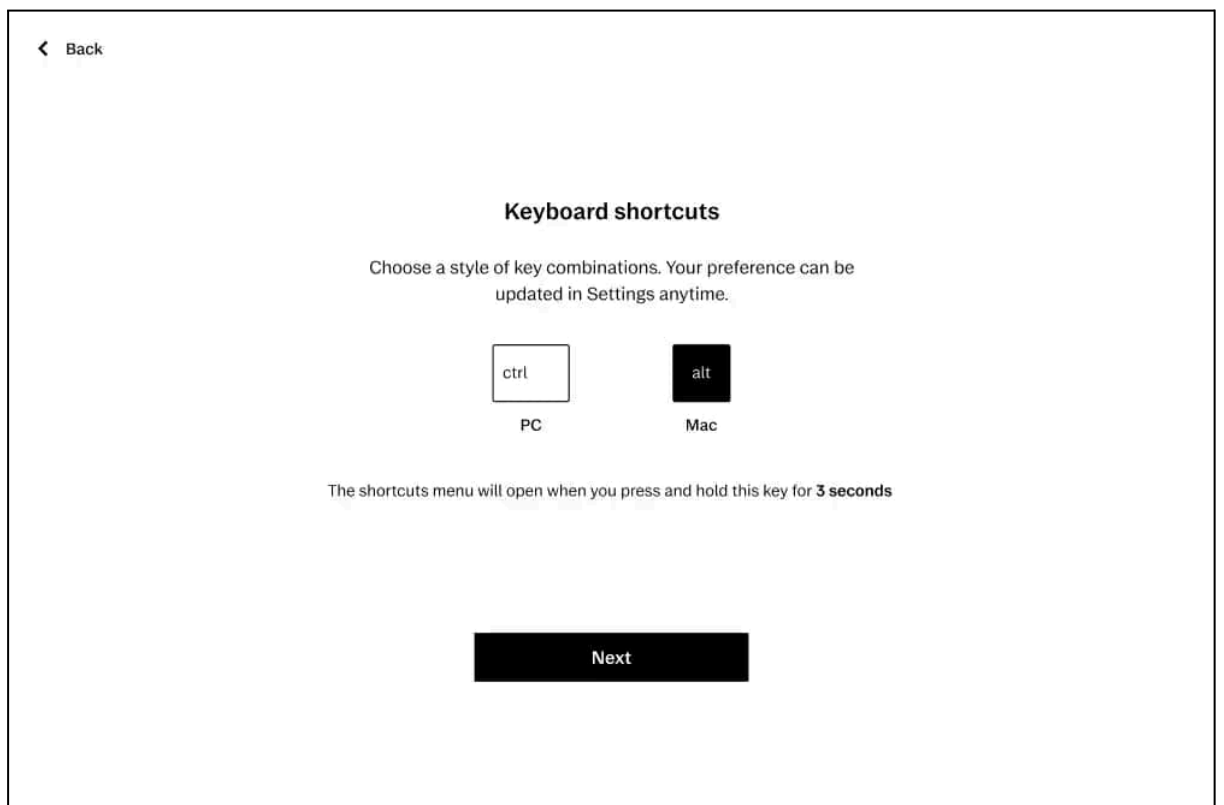 Back
Keyboard shortcuts
Choose a style of key combinations. Your preference can be
updated in Settings anytime.
ctrl
alt
PC
Mac
The shortcuts menu will open when you press and hold this key for 3 seconds
Next